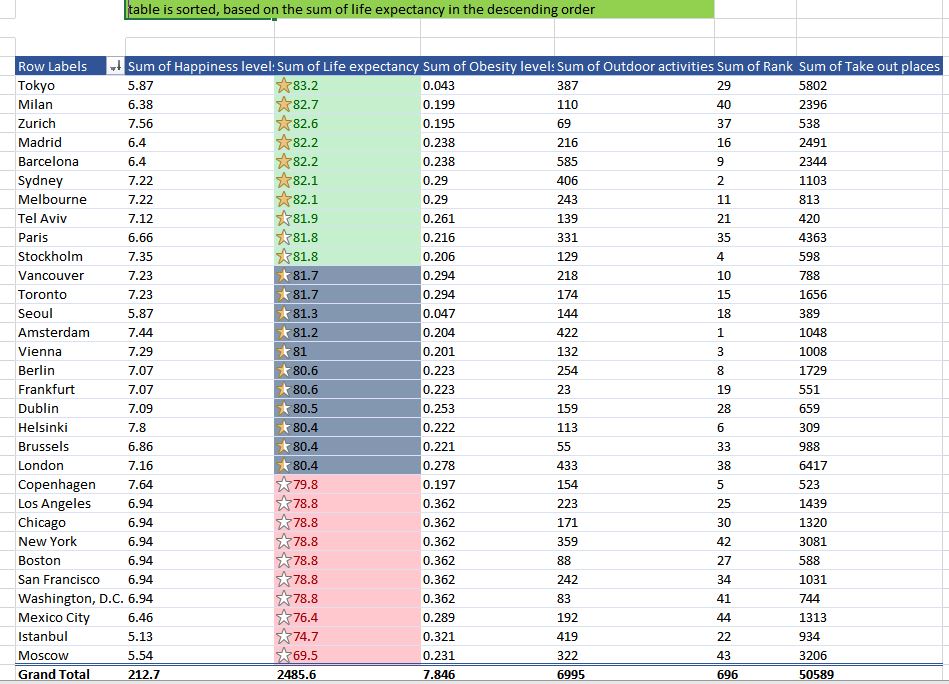 table is sorted, based on the sum of life expectancy in the descending order
Row Labels Sum of Happiness levels Sum of Life expectancy Sum of Obesity levels Sum of Outdoor activities Sum of Rank Sum of Take out places
Tokyo 5.87 83.2 0.043 387 29 5802
Milan 6.38 82.7 0.199 110 40 2396
Zurich 7.56 82.6 0.195 69 37 538
Madrid 6.4 82.2 0.238 216 16 2491
Barcelona 6.4 82.2 0.238 585 9 2344
Sydney 7.22 82.1 0.29 406 2 1103
Melbourne 7.22 82.1 0.29 243 11 813
Tel Aviv 7.12 81.9 0.261 139 21 420
Paris 6.66 81.8 0.216 331 35 4363
Stockholm 7.35 81.8 0.206 129 4 598
Vancouver 7.23 81.7 0.294 218 10 788
Toronto 7.23 81.7 0.294 174 15 1656
Seoul 5.87 81.3 0.047 144 18 389
Amsterdam 7.44 81.2 0.204 422 1 1048
Vienna 7.29 81 0.201 132 3 1008
Berlin 7.07 80.6 0.223 254 8 1729
Frankfurt 7.07 80.6 0.223 23 19 551
Dublin 7.09 80.5 0.253 159 28 659
Helsinki 7.8 80.4 0.222 113 6 309
Brussels 6.86 80.4 0.221 55 33 988
London 7.16 80.4 0.278 433 38 6417
Copenhagen 7.64 79.8 0.197 154 5 523
Los Angeles 6.94 78.8 0.362 223 25 1439
Chicago 6.94 78.8 0.362 171 30 1320
New York 6.94 78.8 0.362 359 42 3081
Boston 6.94 78.8 0.362 88 27 588
San Francisco 6.94 78.8 0.362 242 34 1031
Washington, D.C. 6.94 78.8 0.362 83 41 744
Mexico City 6.46 76.4 0.289 192 44 1313
Istanbul 5.13 74.7 0.321 419 22 934
Moscow 5.54 69.5 0.231 322 43 3206
Grand Total 212.7 2485.6 7.846 6995 696 50589